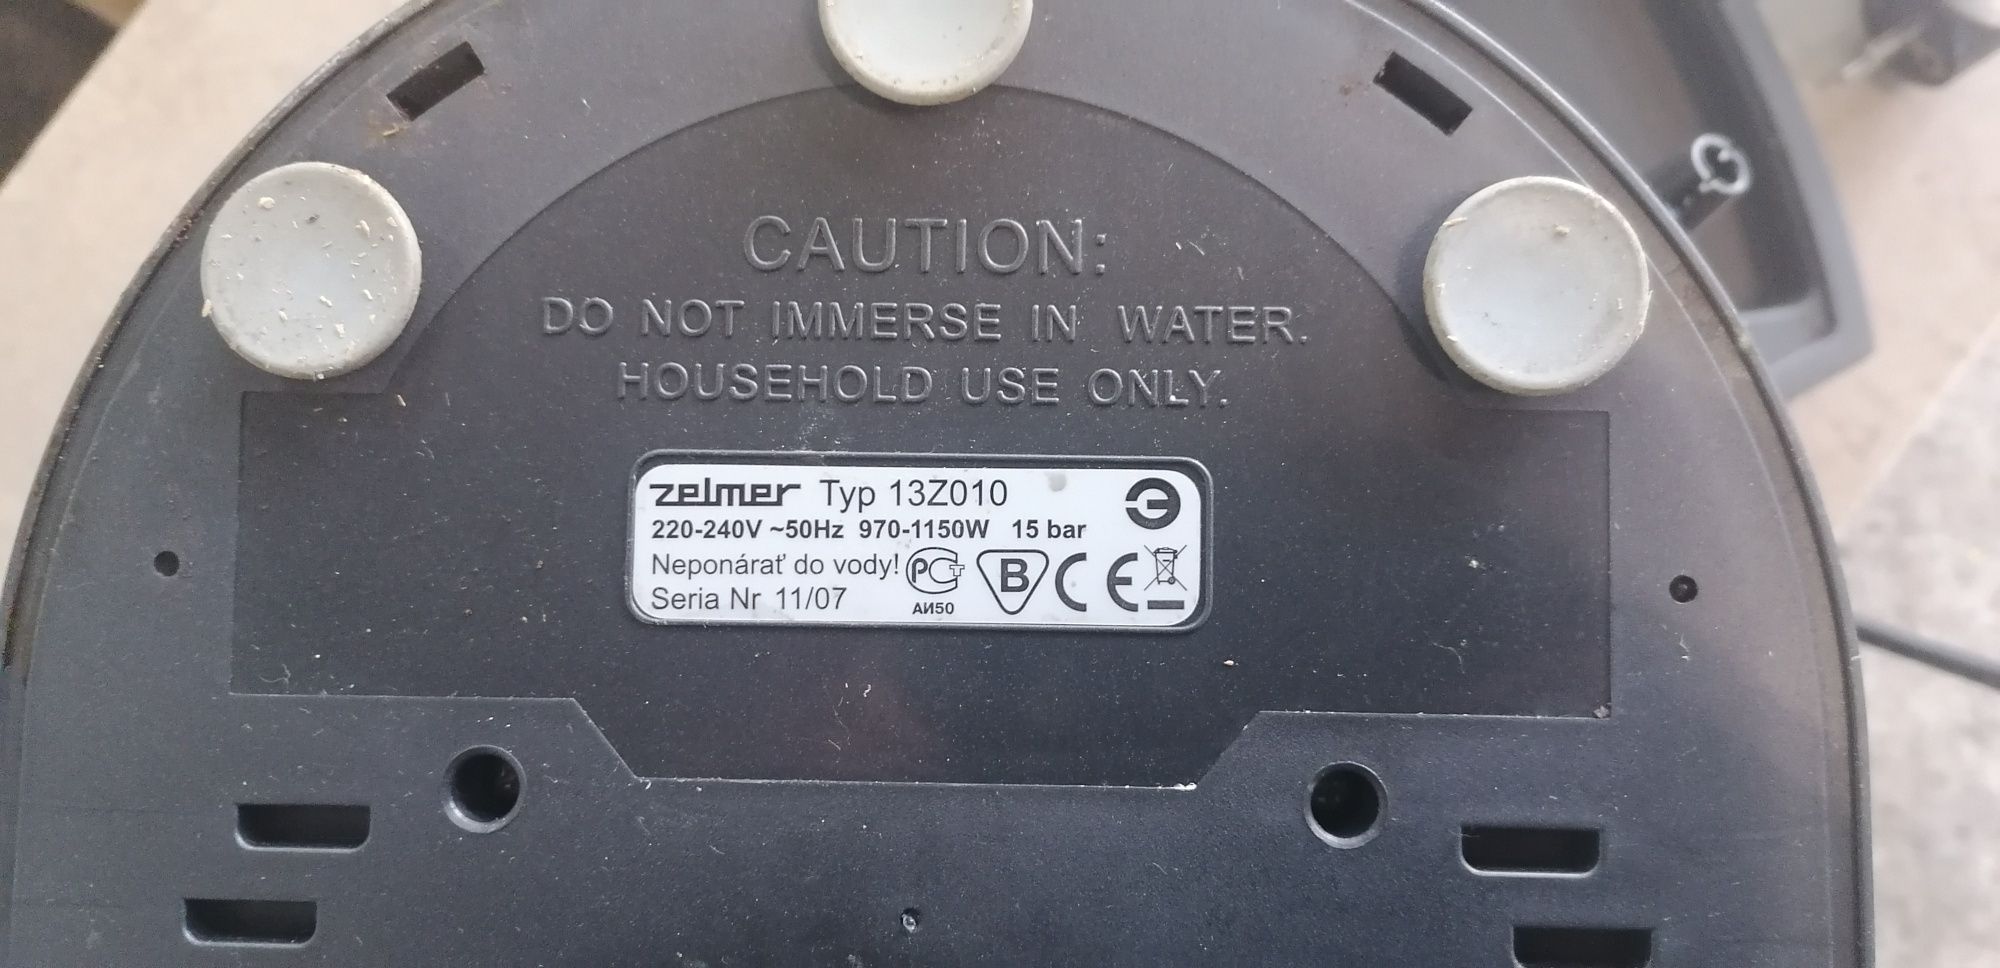 CAUTION:
DO NOT IMMERSE IN WATER.
HOUSEHOLD USE ONLY.
zelmer Typ 13Z010
220-240V ~50Hz 970-1150W 15 bar
Neponárať do vody!
Seria Nr 11/07
РСТ
АИ50
B
CE